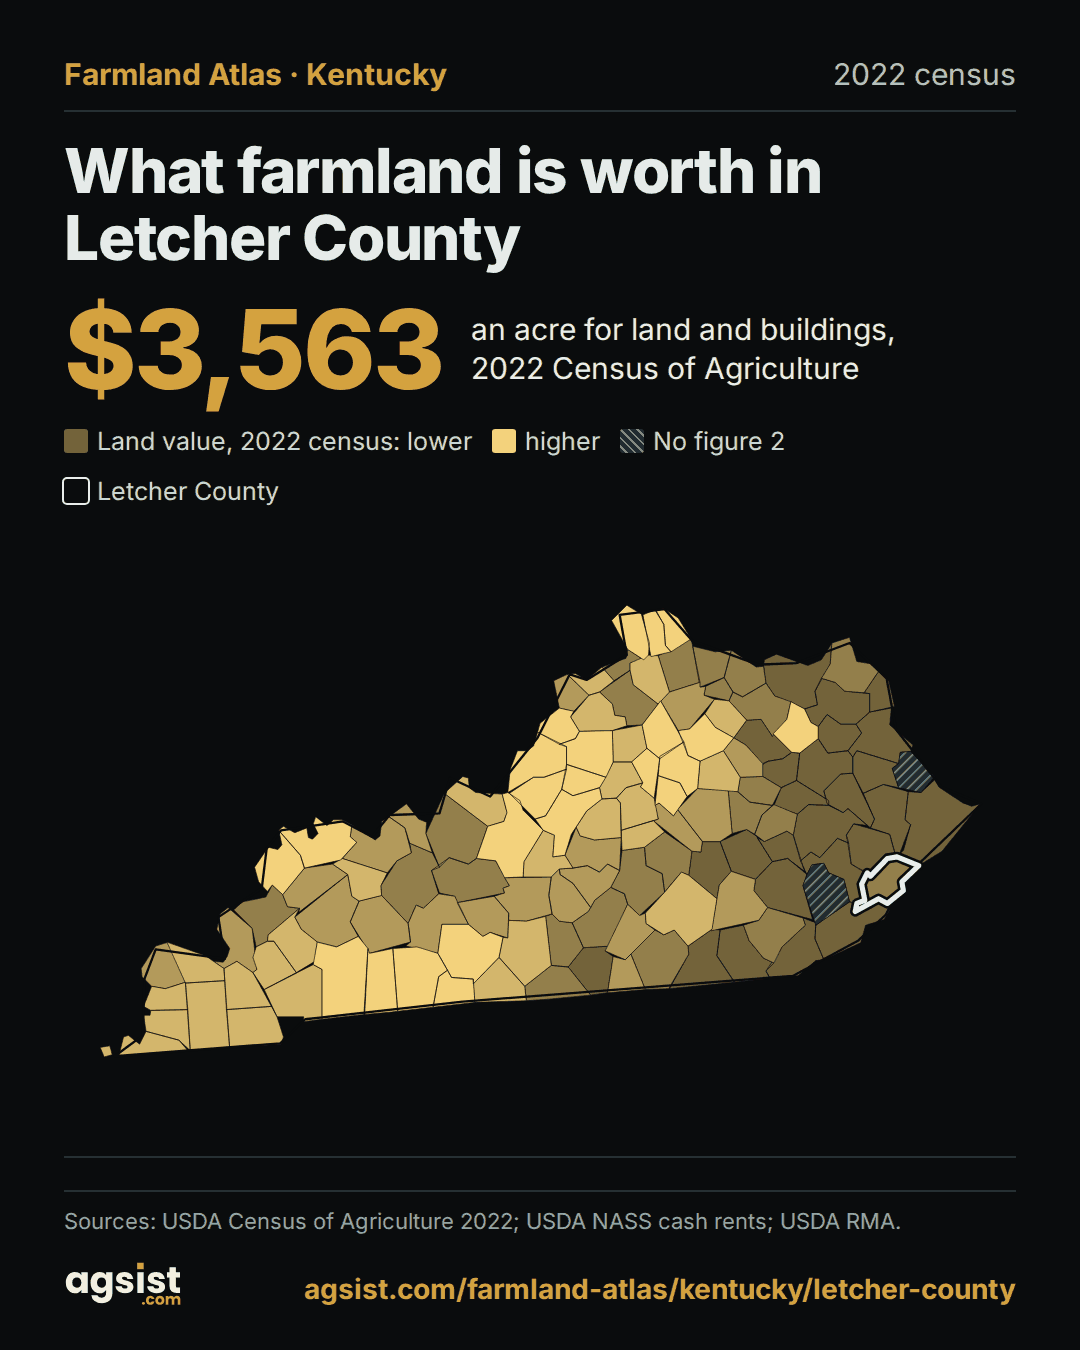 Farmland Atlas · Kentucky
2022 census
What farmland is worth in
Letcher County
$3,563
an acre for land and buildings,
2022 Census of Agriculture
Land value, 2022 census: lower higher No figure 2
Letcher County
Sources: USDA Census of Agriculture 2022; USDA NASS cash rents; USDA RMA.
agsist
.com
agsist.com/farmland-atlas/kentucky/letcher-county